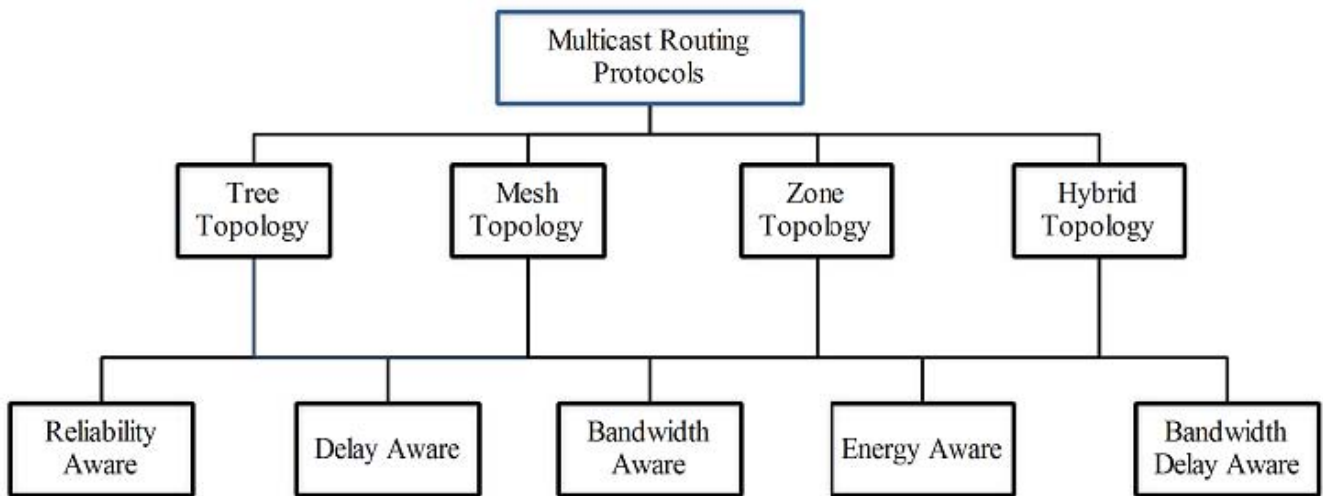 Multicast Routing
Protocols
Tree
Topology
Mesh
Topology
Zone
Topology
Hybrid
Topology
Reliability
Aware
Delay Aware
Bandwidth
Aware
Energy Aware
Bandwidth
Delay Aware